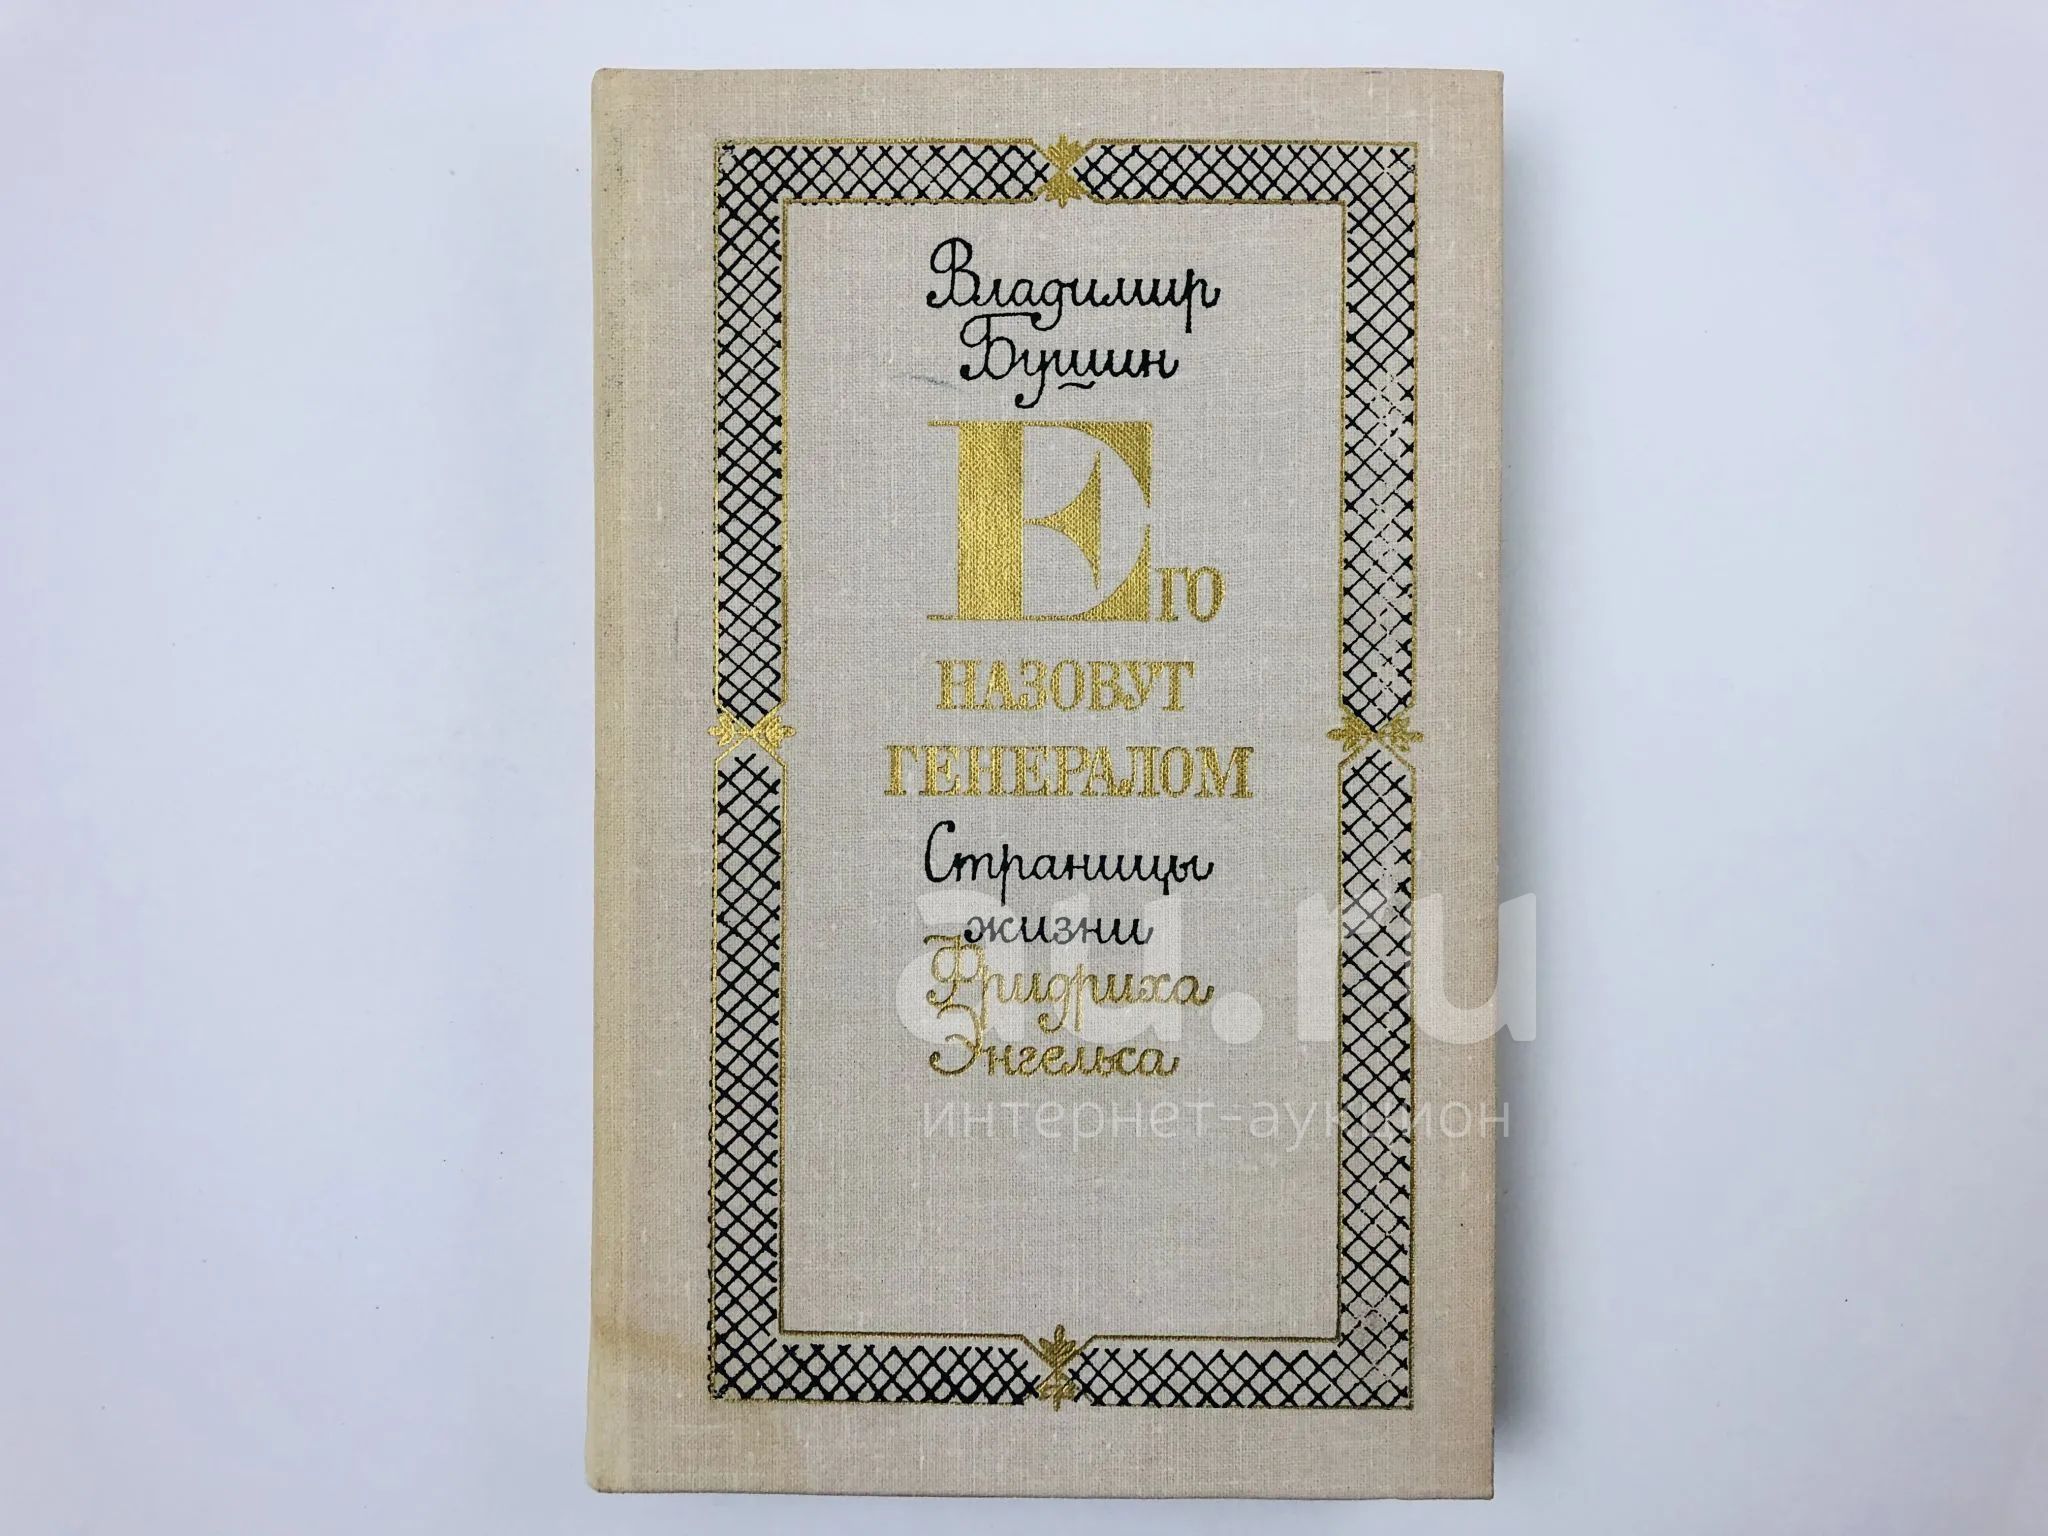 Владимир
Бушин
Его
назовут
генералом
Страницы
жизни
Фридриха
Энгельса
au.ru
интернет-аукцион